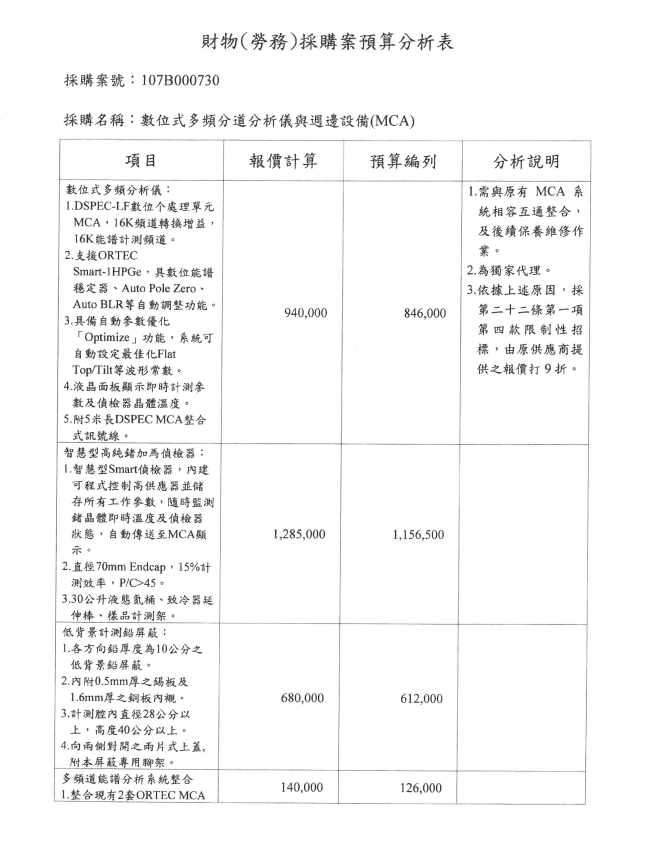 財物(勞務)採購案預算分析表
採購案號：107B000730
採購名稱：數位式多頻分道分析儀與週邊設備(MCA)
項目 報價計算 預算編列 分析說明
數位式多頻分析儀：
1.DSPEC-LF數位个處理單元
MCA，16K頻道轉換增益，
16K能譜計測頻道。
2.支援ORTEC
Smart-1HPGe，具數位能譜
穩定器、Auto Pole Zero、
Auto BLR等自動調整功能。
3.具備自動參數優化
「Optimize」功能，系統可
自動設定最佳化Flat
Top/Tilt等波形常數。
4.液晶面板顯示即時計測參
數及偵檢器晶體溫度。
5.附5米長DSPEC MCA整合
式訊號線。
940,000
846,000
1.需與原有 MCA 系
統相容互通整合，
及後續保養維修作
業。
2.為獨家代理。
3.依據上述原因，採
第二十二條第一項
第四款限制性招
標，由原供應商提
供之報價打 9 折。
智慧型高純鍺加馬偵檢器：
1.智慧型Smart偵檢器，內建
可程式控制高供應器並儲
存所有工作參數，隨時監測
鍺晶體即時溫度及偵檢器
狀態，自動傳送至MCA顯
示。
2.直徑70mm Endcap，15%計
測效率，P/C>45。
3.30公升液態氮桶、致冷器延
伸棒、樣品計測架。
1,285,000
1,156,500
低背景計測鉛屏蔽：
1.各方向鉛厚度為10公分之
低背景鉛屏蔽。
2.內附0.5mm厚之錫板及
1.6mm厚之銅板內襯。
3.計測腔內直徑28公分以
上，高度40公分以上。
4.向兩側對開之兩片式上蓋,
附本屏蔽專用腳架。
680,000
612,000
多頻道能譜分析系統整合
1.整合現有2套ORTEC MCA
140,000
126,000